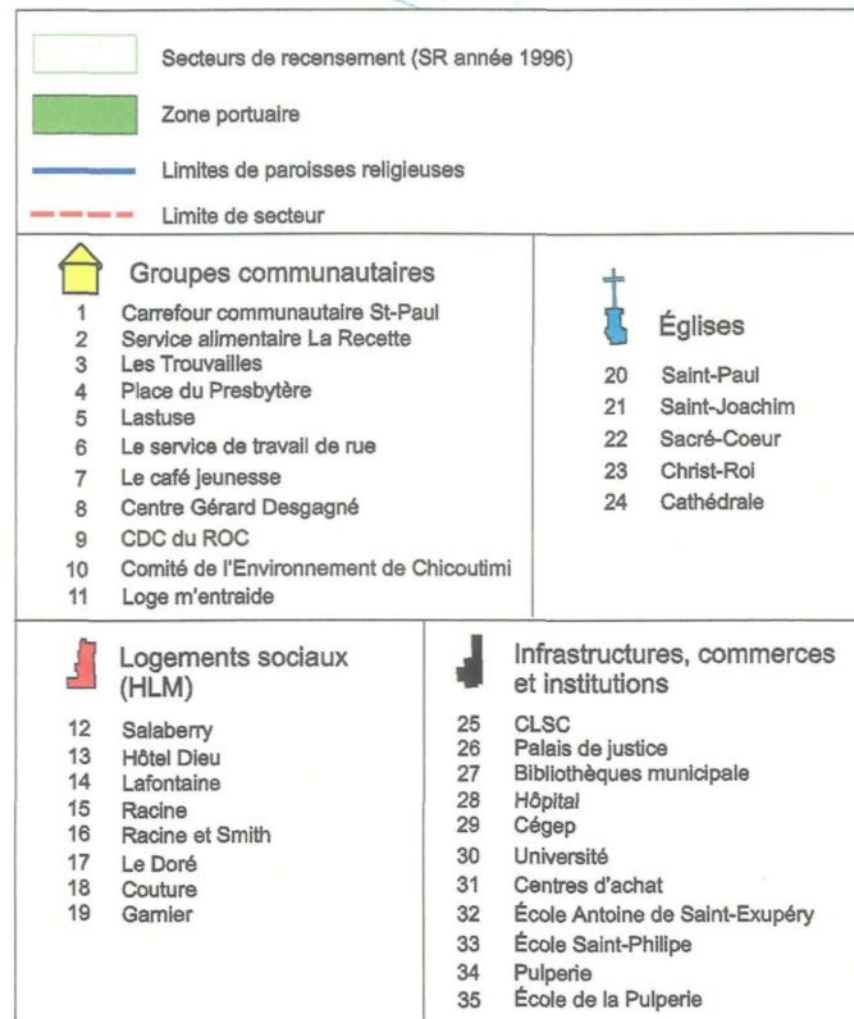 Secteurs de recensement (SR année 1996)
Zone portuaire
Limites de paroisses religieuses
Limite de secteur
Groupes communautaires
1 Carrefour communautaire St-Paul
2 Service alimentaire La Recette
3 Les Trouvailles
4 Place du Presbytère
5 Lastuse
6 Le service de travail de rue
7 Le café jeunesse
8 Centre Gérard Desgagné
9 CDC du ROC
10 Comité de l'Environnement de Chicoutimi
11 Loge m'entraide
Églises
20 Saint-Paul
21 Saint-Joachim
22 Sacré-Coeur
23 Christ-Roi
24 Cathédrale
Logements sociaux
(HLM)
12 Salaberry
13 Hôtel Dieu
14 Lafontaine
15 Racine
16 Racine et Smith
17 Le Doré
18 Couture
19 Garnier
Infrastructures, commerces
et institutions
25 CLSC
26 Palais de justice
27 Bibliothèques municipale
28 Hôpital
29 Cégep
30 Université
31 Centres d'achat
32 École Antoine de Saint-Exupéry
33 École Saint-Philipe
34 Pulperie
35 École de la Pulperie